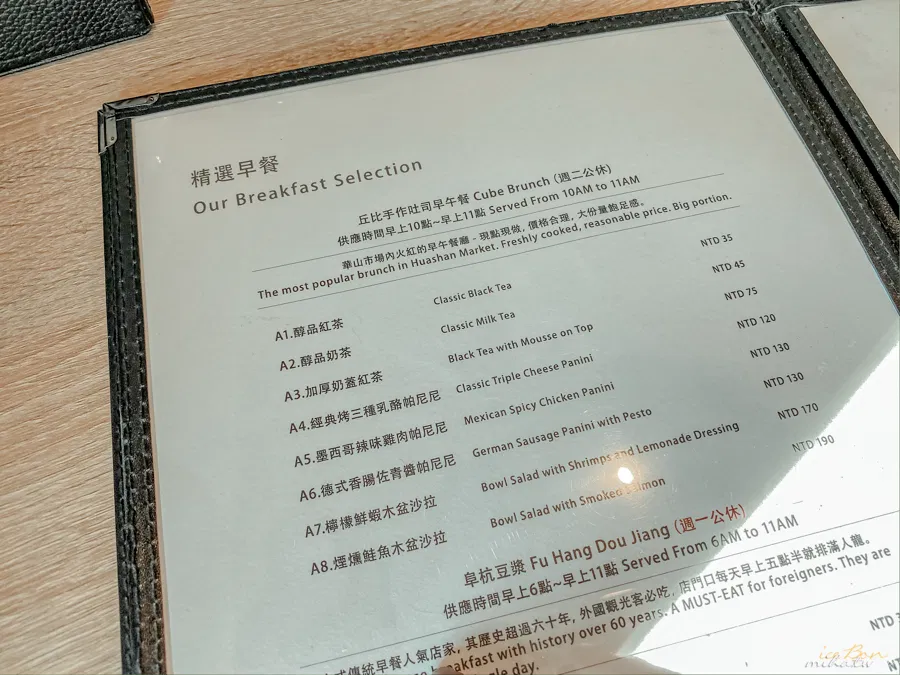 精選早餐
Our Breakfast Selection
丘比手作吐司早午餐 Cube Brunch (週二公休)
供應時間早上10點~早上11點 Served From 10AM to 11AM
華山市場內火紅的早午餐廳,現點現做,價格合理,大份量飽足感。
The most popular brunch in Huashan Market. Freshly cooked, reasonable price. Big portion.
A1.醇品紅茶 Classic Black Tea NTD 35
A2.醇品奶茶 Classic Milk Tea NTD 45
A3.加厚奶蓋紅茶 Black Tea with Mousse on Top NTD 75
A4.經典烤三種乳酪帕尼尼 Classic Triple Cheese Panini NTD 120
A5.墨西哥辣味雞肉帕尼尼 Mexican Spicy Chicken Panini NTD 130
A6.德式香腸佐青醬帕尼尼 German Sausage Panini with Pesto NTD 130
A7.檸檬鮮蝦木盆沙拉 Bowl Salad with Shrimps and Lemonade Dressing NTD 170
A8.煙燻鮭魚木盆沙拉 Bowl Salad with Smoked Salmon NTD 190
阜杭豆漿 Fu Hang Dou Jiang (週一公休)
供應時間早上6點~早上11點 Served From 6AM to 11AM
式傳統早餐人氣店家,其歷史超過六十年,外國觀光客必吃,店門口每天早上五點半就排滿人龍。
with history over 60 years. A MUST-EAT for foreigners. They are
day.
NTD
miha.tw